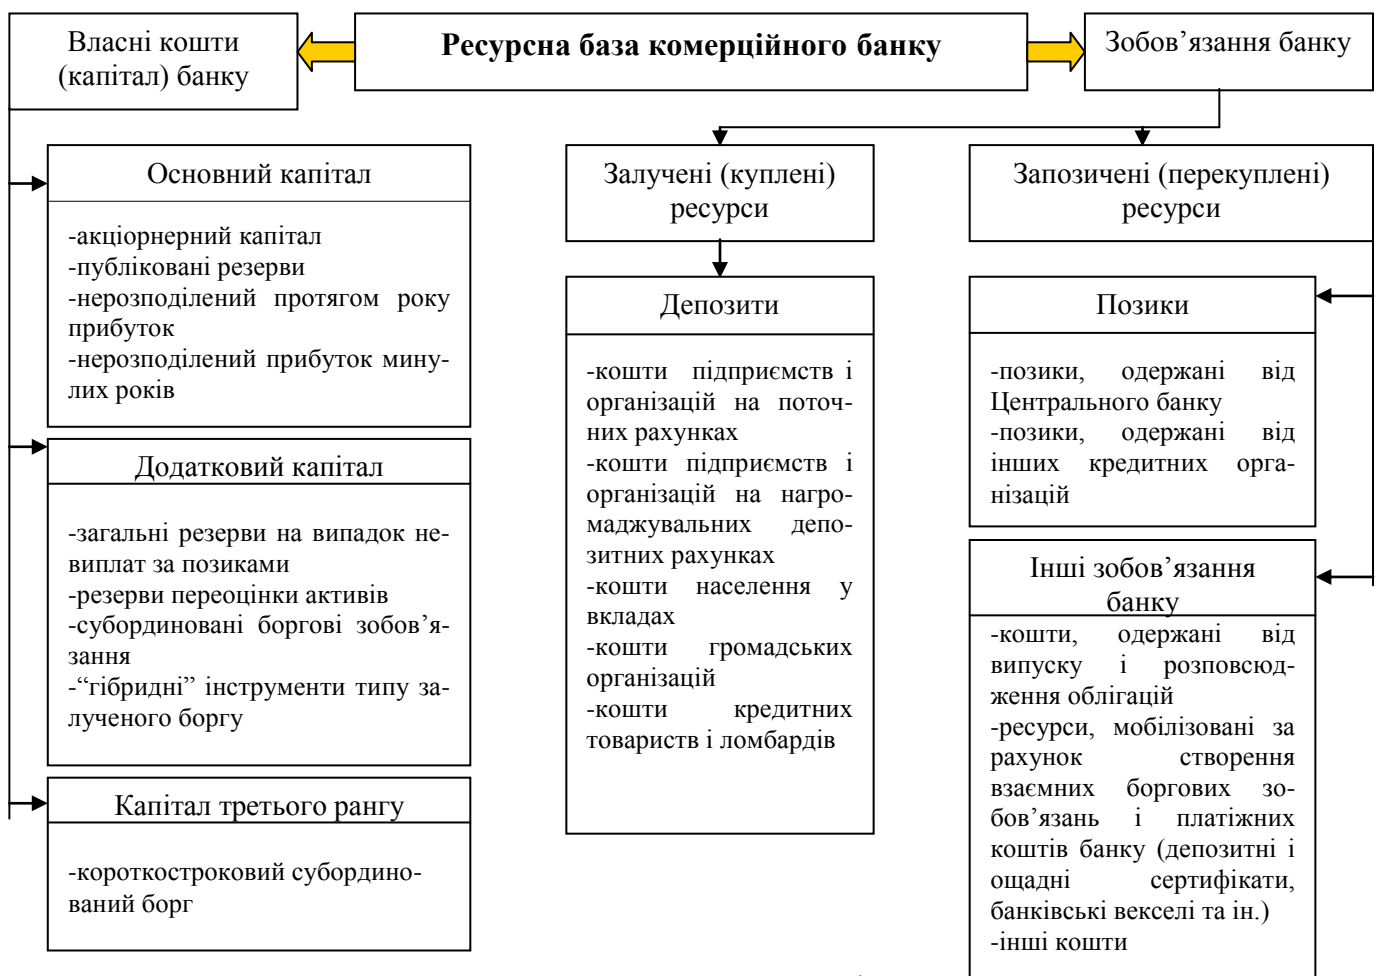 Власні кошти
(капітал) банку
Ресурсна база комерційного банку
Зобов’язання банку
Основний капітал
-акціорнерний капітал
-публіковані резерви
-нерозподілений протягом року
прибуток
-нерозподілений прибуток мину-
лих років
Додатковий капітал
-загальні резерви на випадок не-
виплат за позиками
-резерви переоцінки активів
-субординовані боргові зобов’я-
зання
-“гібридні” інструменти типу за-
лученого боргу
Капітал третього рангу
-короткостроковий субордино-
ваний борг
Залучені (куплені)
ресурси
Депозити
-кошти підприємств і
організацій на поточ-
них рахунках
-кошти підприємств і
організацій на нагро-
маджувальних депо-
зитних рахунках
-кошти населення у
вкладах
-кошти громадських
організацій
-кошти кредитних
товариств і ломбардів
Запозичені (перекуплені)
ресурси
Позики
-позики, одержані від
Центрального банку
-позики, одержані від
інших кредитних орга-
нізацій
Інші зобов’язання
банку
-кошти, одержані від
випуску і розповсюд-
ження облігацій
-ресурси, мобілізовані за
рахунок створення
взаємних боргових зо-
бов’язань і платіжних
коштів банку (депозитні і
ощадні сертифікати,
банківські векселі та ін.)
-інші кошти